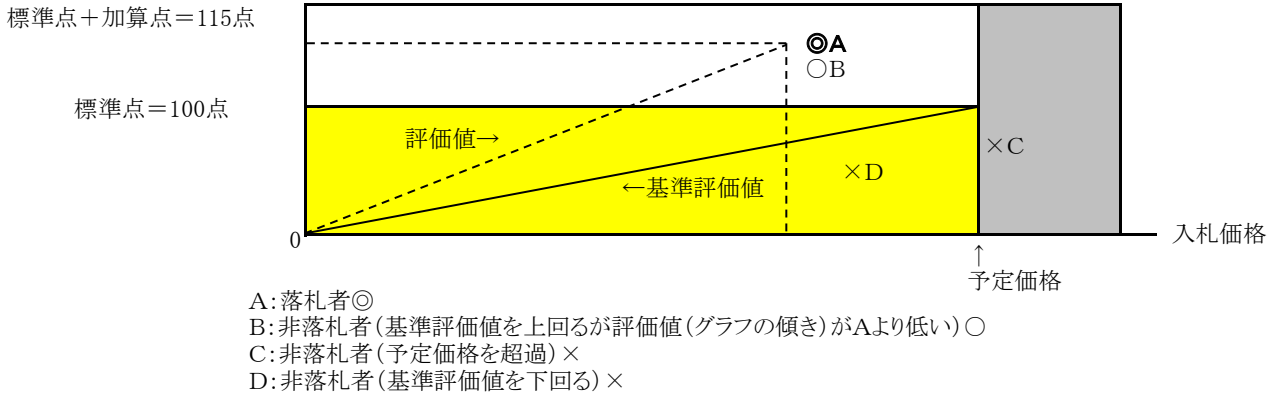 標準点＋加算点＝115点
◎A
○B
標準点＝100点
評価値→
×C
×D
←基準評価値
0
入札価格
↑
予定価格
A：落札者◎
B：非落札者（基準評価値を上回るが評価値（グラフの傾き）がAより低い）○
C：非落札者（予定価格を超過）×
D：非落札者（基準評価値を下回る）×